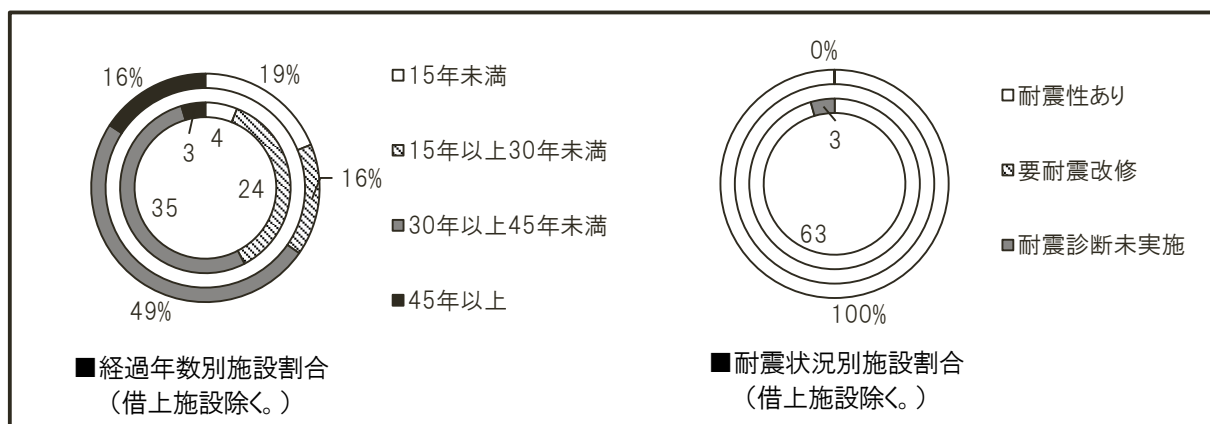 16%
19%
3
4
24
16%
35
49%
□15年未満
▨15年以上30年未満
■30年以上45年未満
■45年以上
■経過年数別施設割合
（借上施設除く。）
0%
3
63
100%
□耐震性あり
▨要耐震改修
■耐震診断未実施
■耐震状況別施設割合
（借上施設除く。）